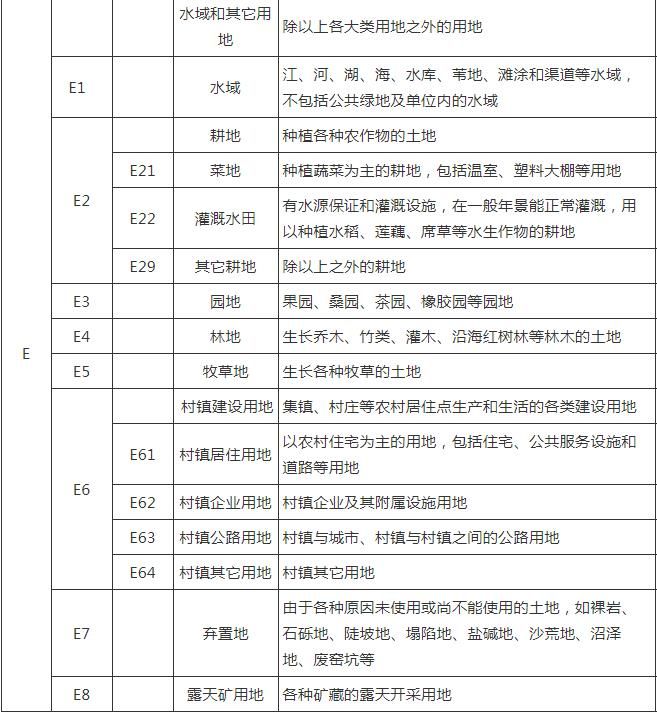 水域和其它用
地
除以上各大类用地之外的用地
E
E1
水域
江、河、湖、海、水库、苇地、滩涂和渠道等水域，
不包括公共绿地及单位内的水域
E2
耕地
种植各种农作物的土地
E21
菜地
种植蔬菜为主的耕地，包括温室、塑料大棚等用地
E22
灌溉水田
有水源保证和灌溉设施，在一般年景能正常灌溉，用
以种植水稻、莲藕、席草等水生作物的耕地
E29
其它耕地
除以上之外的耕地
E3
园地
果园、桑园、茶园、橡胶园等园地
E4
林地
生长乔木、竹类、灌木、沿海红树林等林木的土地
E5
牧草地
生长各种牧草的土地
E6
村镇建设用地
集镇、村庄等农村居住点生产和生活的各类建设用地
E61
村镇居住用地
以农村住宅为主的用地，包括住宅、公共服务设施和
道路等用地
E62
村镇企业用地
村镇企业及其附属设施用地
E63
村镇公路用地
村镇与城市、村镇与村镇之间的公路用地
E64
村镇其它用地
村镇其它用地
E7
弃置地
由于各种原因未使用或尚不能使用的土地，如裸岩、
石砾地、陡坡地、塌陷地、盐碱地、沙荒地、沼泽
地、废窑坑等
E8
露天矿用地
各种矿藏的露天开采用地